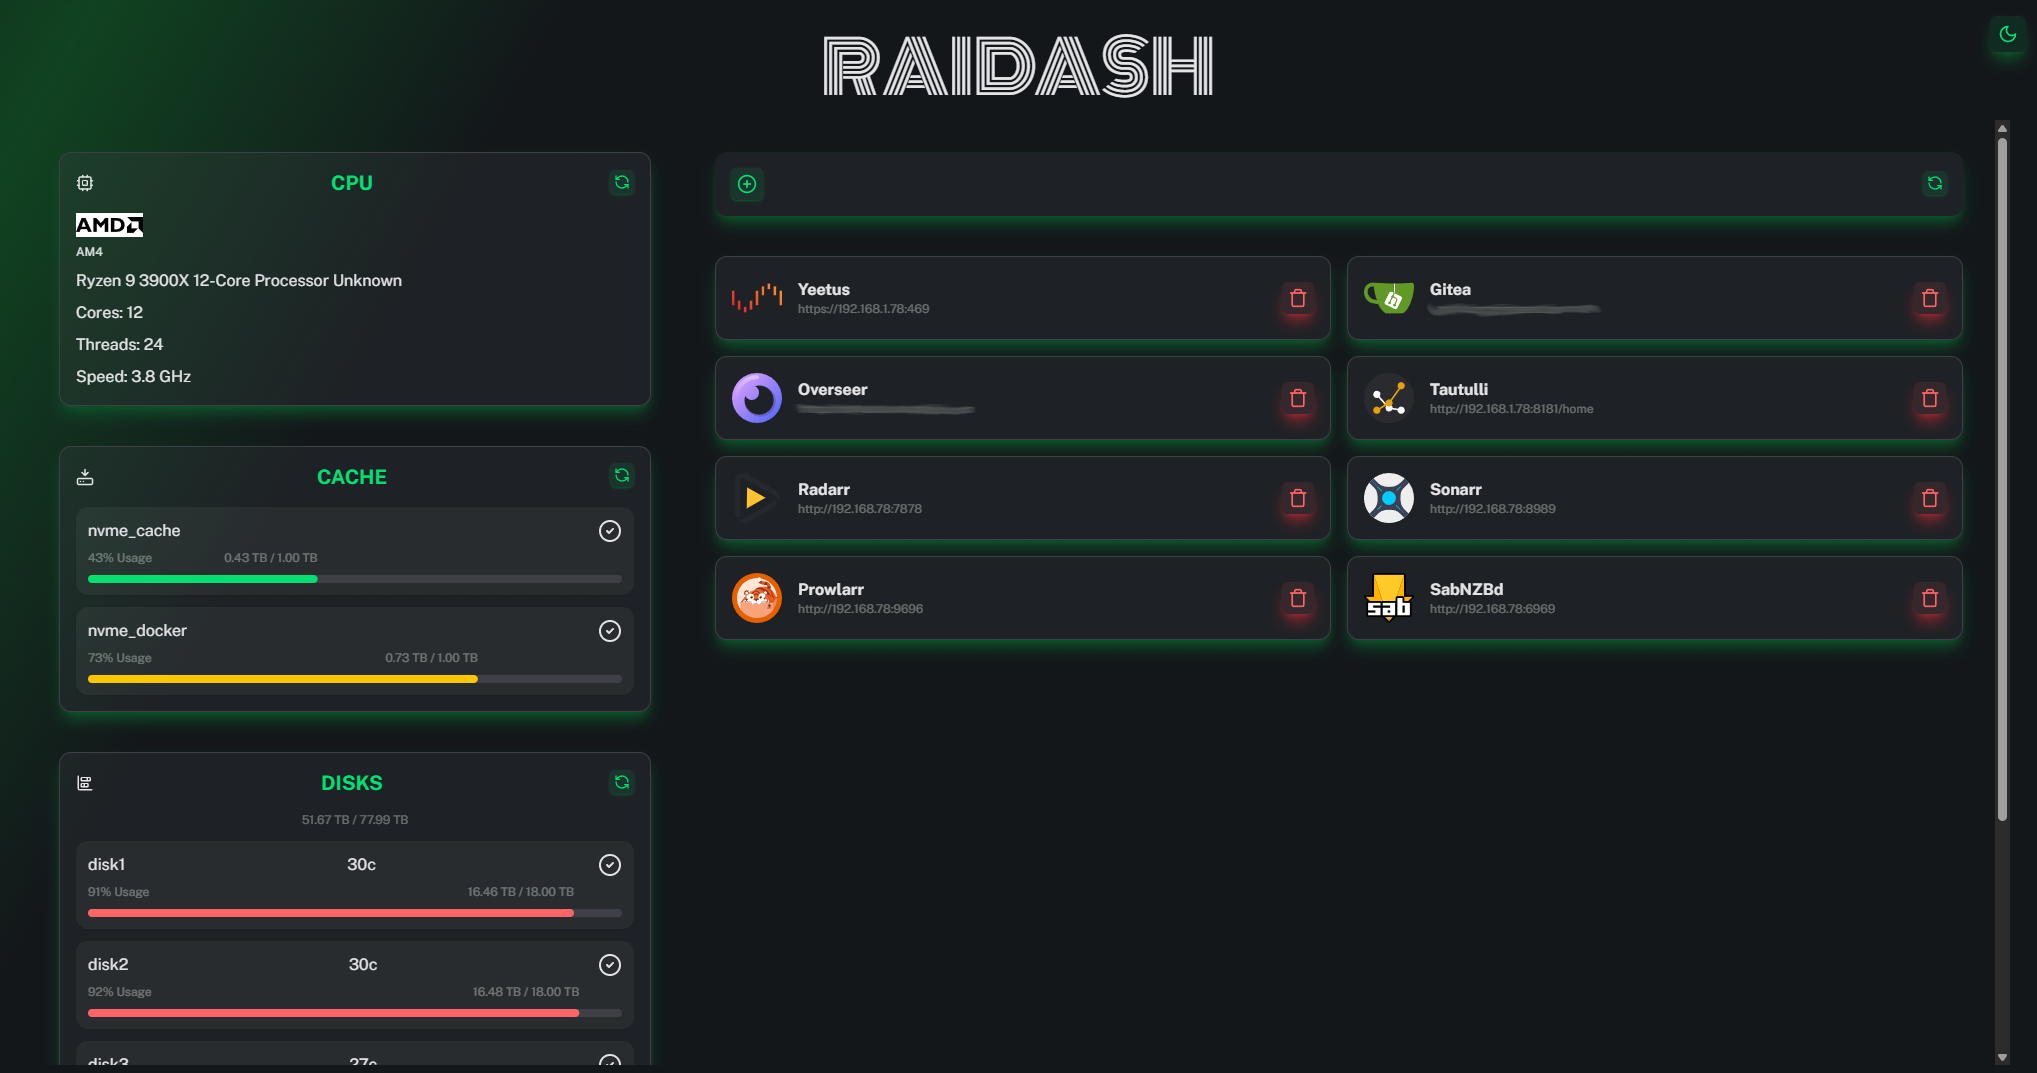 RAIDASH
CPU
AMD
AM4
Ryzen 9 3900X 12-Core Processor Unknown
Cores: 12
Threads: 24
Speed: 3.8 GHz
CACHE
nvme_cache
43% Usage 0.43 TB / 1.00 TB
nvme_docker
73% Usage 0.73 TB / 1.00 TB
DISKS
51.67 TB / 77.99 TB
disk1 30c
91% Usage 16.46 TB / 18.00 TB
disk2 30c
92% Usage 16.48 TB / 18.00 TB
disk3 27c
Yeetus
https://192.168.1.78:469
Gitea
Overseer
Tautulli
http://192.168.1.78:8181/home
Radarr
http://192.168.78:7878
Sonarr
http://192.168.78:8989
Prowlarr
http://192.168.78:9696
sab
SabNZBd
http://192.168.78:6969